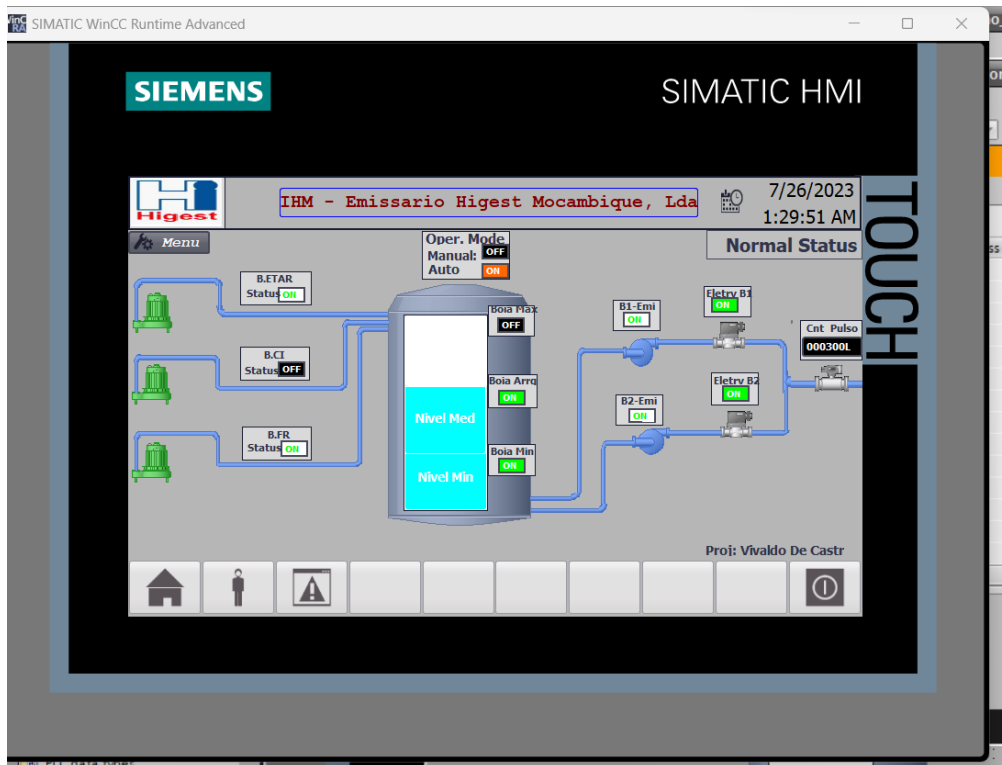 SIMATIC WinCC Runtime Advanced
SIEMENS
SIMATIC HMI
TOUCH
Higest
IHM - Emissario Higest Mocambique, Lda
7/26/2023
1:29:51 AM
Menu
Oper. Mode
Manual: OFF
Auto ON
Normal Status
B.ETAR
Status ON
B.CI
Status OFF
B.FR
Status ON
Boia Max
OFF
Boia Arrq
ON
Boia Min
ON
Nivel Med
Nivel Min
B1-Emi
ON
B2-Emi
ON
Eletrv B1
ON
Eletrv B2
ON
Cnt Pulso
000300L
Proj: Vivaldo De Castr